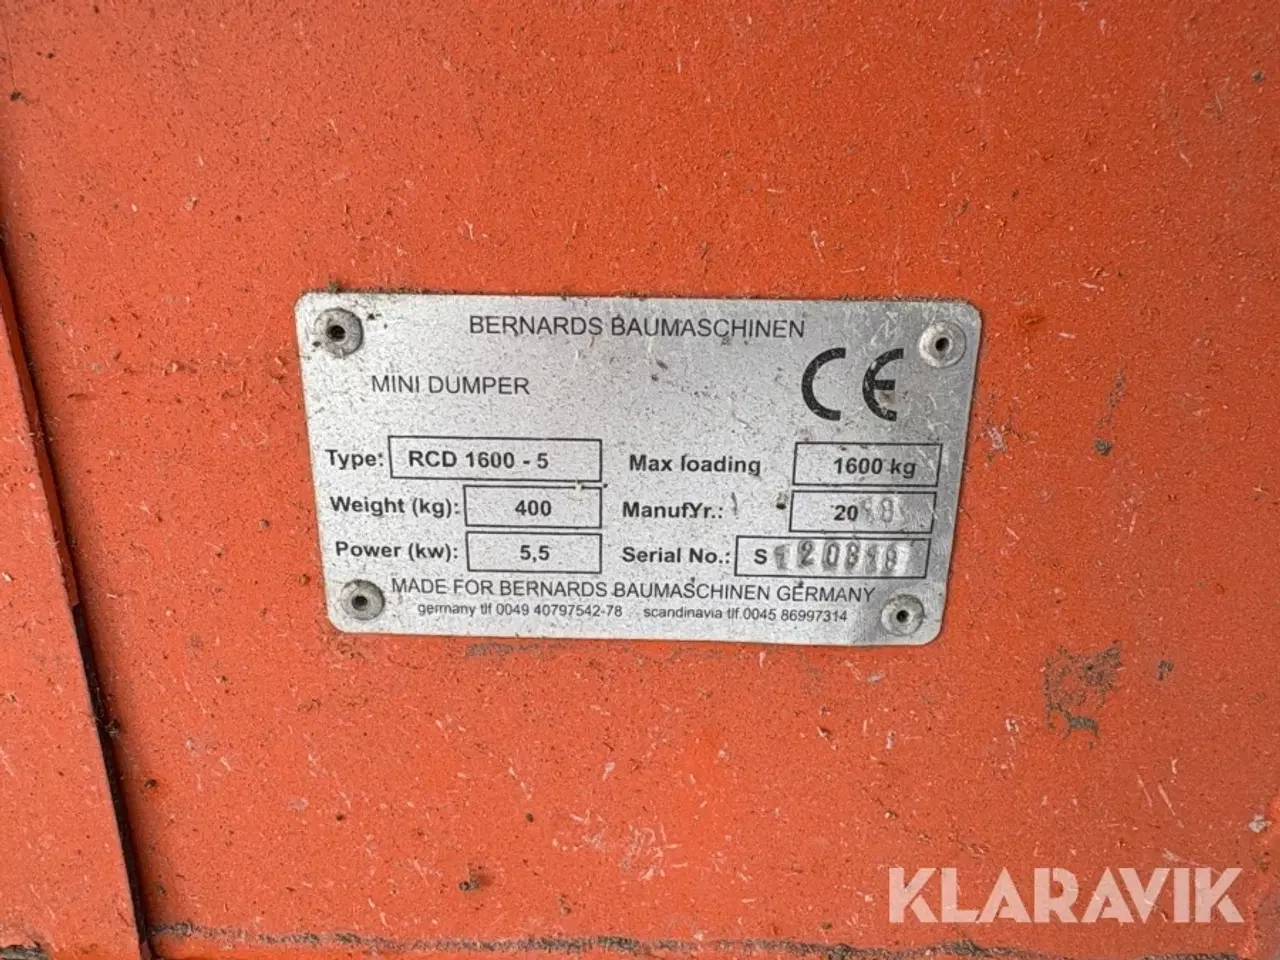 BERNARDS BAUMASCHINEN
MINI DUMPER CE
Type: RCD 1600 - 5 Max loading 1600 kg
Weight (kg): 400 ManufYr.: 2018
Power (kw): 5,5 Serial No.: S 120818
MADE FOR BERNARDS BAUMASCHINEN GERMANY
germany tlf 0049 40797542-78 scandinavia tlf 0045 86997314
KLARAVIK